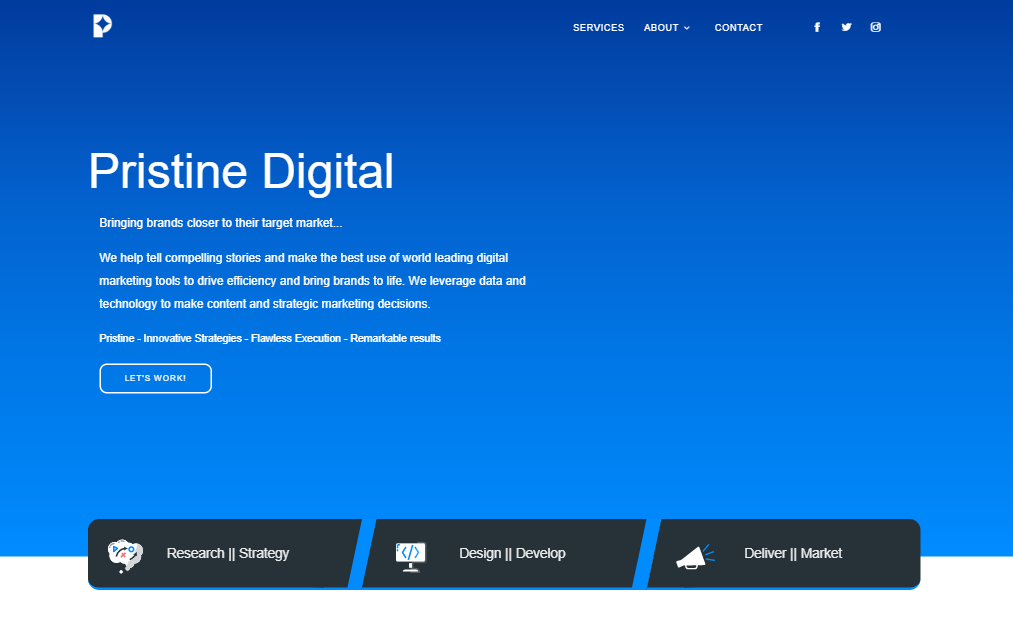 P
SERVICES ABOUT CONTACT
Pristine Digital
Bringing brands closer to their target market...
We help tell compelling stories and make the best use of world leading digital
marketing tools to drive efficiency and bring brands to life. We leverage data and
technology to make content and strategic marketing decisions.
Pristine - Innovative Strategies - Flawless Execution - Remarkable results
LET'S WORK!
Research || Strategy
</> Design || Develop
Deliver || Market